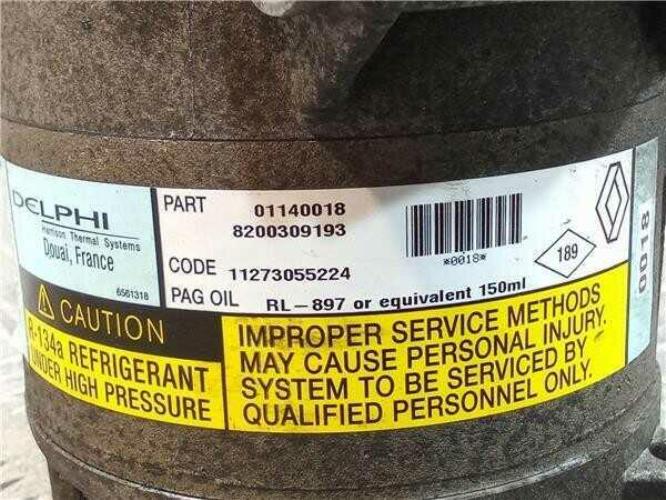 DELPHI
Harrison Thermal Systems
Douai, France
6561318
PART 01140018
8200309193
*0018*
CODE 11273055224
PAG OIL RL-897 or equivalent 150ml
189
0018
CAUTION
R-134a REFRIGERANT
UNDER HIGH PRESSURE
IMPROPER SERVICE METHODS
MAY CAUSE PERSONAL INJURY.
SYSTEM TO BE SERVICED BY
QUALIFIED PERSONNEL ONLY.